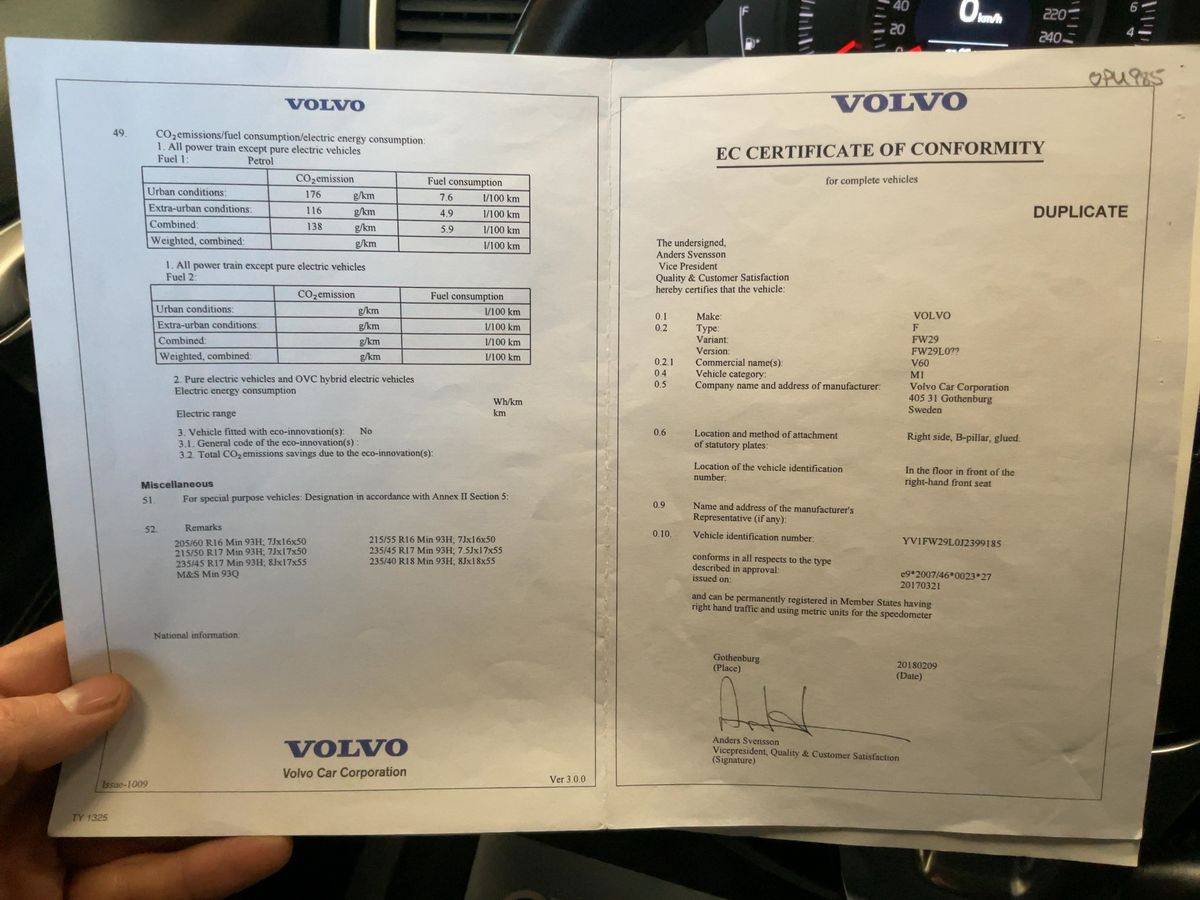 F
40
20
0
0 km/h
220
240
6
4
VOLVO
49. CO2 emissions/fuel consumption/electric energy consumption:
1. All power train except pure electric vehicles
Fuel 1: Petrol
CO2 emission Fuel consumption
Urban conditions: 176 g/km 7.6 l/100 km
Extra-urban conditions: 116 g/km 4.9 l/100 km
Combined: 138 g/km 5.9 l/100 km
Weighted, combined: g/km l/100 km
1. All power train except pure electric vehicles
Fuel 2:
CO2 emission Fuel consumption
Urban conditions: g/km l/100 km
Extra-urban conditions: g/km l/100 km
Combined: g/km l/100 km
Weighted, combined: g/km l/100 km
2. Pure electric vehicles and OVC hybrid electric vehicles
Electric energy consumption
Wh/km
Electric range km
3. Vehicle fitted with eco-innovation(s): No
3.1. General code of the eco-innovation(s) :
3.2. Total CO2 emissions savings due to the eco-innovation(s):
Miscellaneous
51. For special purpose vehicles: Designation in accordance with Annex II Section 5:
52. Remarks
205/60 R16 Min 93H; 7Jx16x50 215/55 R16 Min 93H; 7Jx16x50
215/50 R17 Min 93H; 7Jx17x50 235/45 R17 Min 93H; 7.5Jx17x55
235/45 R17 Min 93H; 8Jx17x55 235/40 R18 Min 93H; 8Jx18x55
M&S Min 93Q
National information:
VOLVO
Volvo Car Corporation
Issue-1009
Ver 3.0.0
TY 1325
OPU985
VOLVO
EC CERTIFICATE OF CONFORMITY
for complete vehicles
DUPLICATE
The undersigned,
Anders Svensson
Vice President
Quality & Customer Satisfaction
hereby certifies that the vehicle:
0.1 Make: VOLVO
0.2 Type: F
Variant: FW29
Version: FW29L0??
0.2.1 Commercial name(s): V60
0.4 Vehicle category: M1
0.5 Company name and address of manufacturer: Volvo Car Corporation
405 31 Gothenburg
Sweden
0.6 Location and method of attachment Right side, B-pillar, glued.
of statutory plates:
Location of the vehicle identification In the floor in front of the
number: right-hand front seat
0.9 Name and address of the manufacturer's
Representative (if any):
0.10. Vehicle identification number: YV1FW29L0J2399185
conforms in all respects to the type
described in approval: e9*2007/46*0023*27
issued on: 20170321
and can be permanently registered in Member States having
right hand traffic and using metric units for the speedometer
Gothenburg 20180209
(Place) (Date)
Anders Svensson
Vicepresident, Quality & Customer Satisfaction
(Signature)